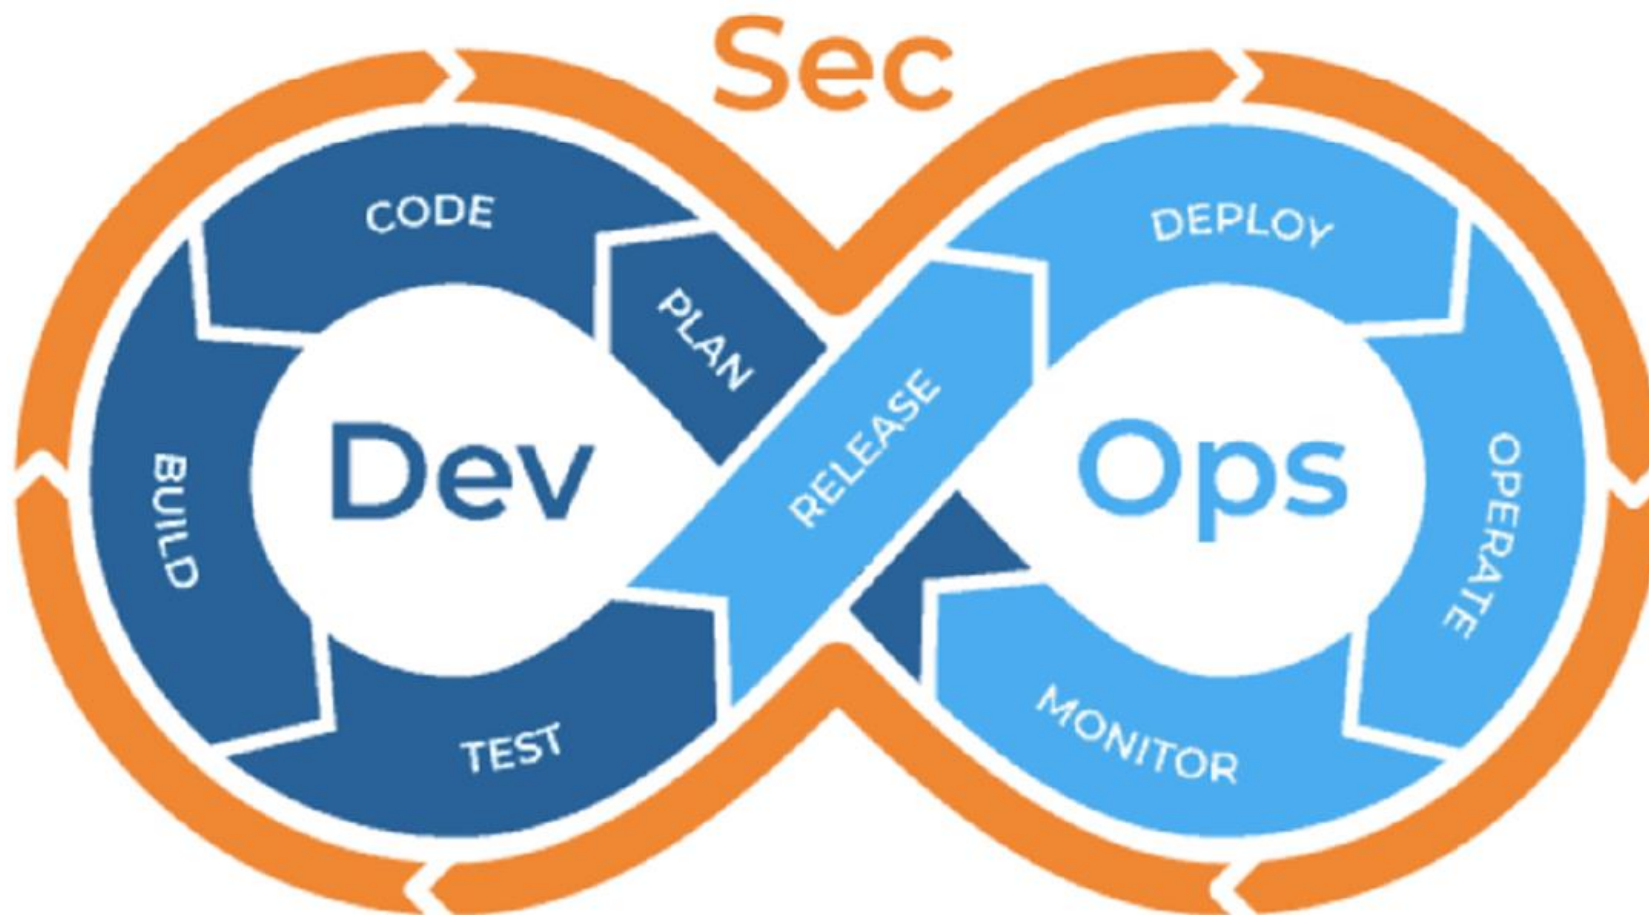 Sec
CODE
DEPLOY
PLAN
RELEASE
Dev
Ops
BUILD
OPERATE
TEST
MONITOR